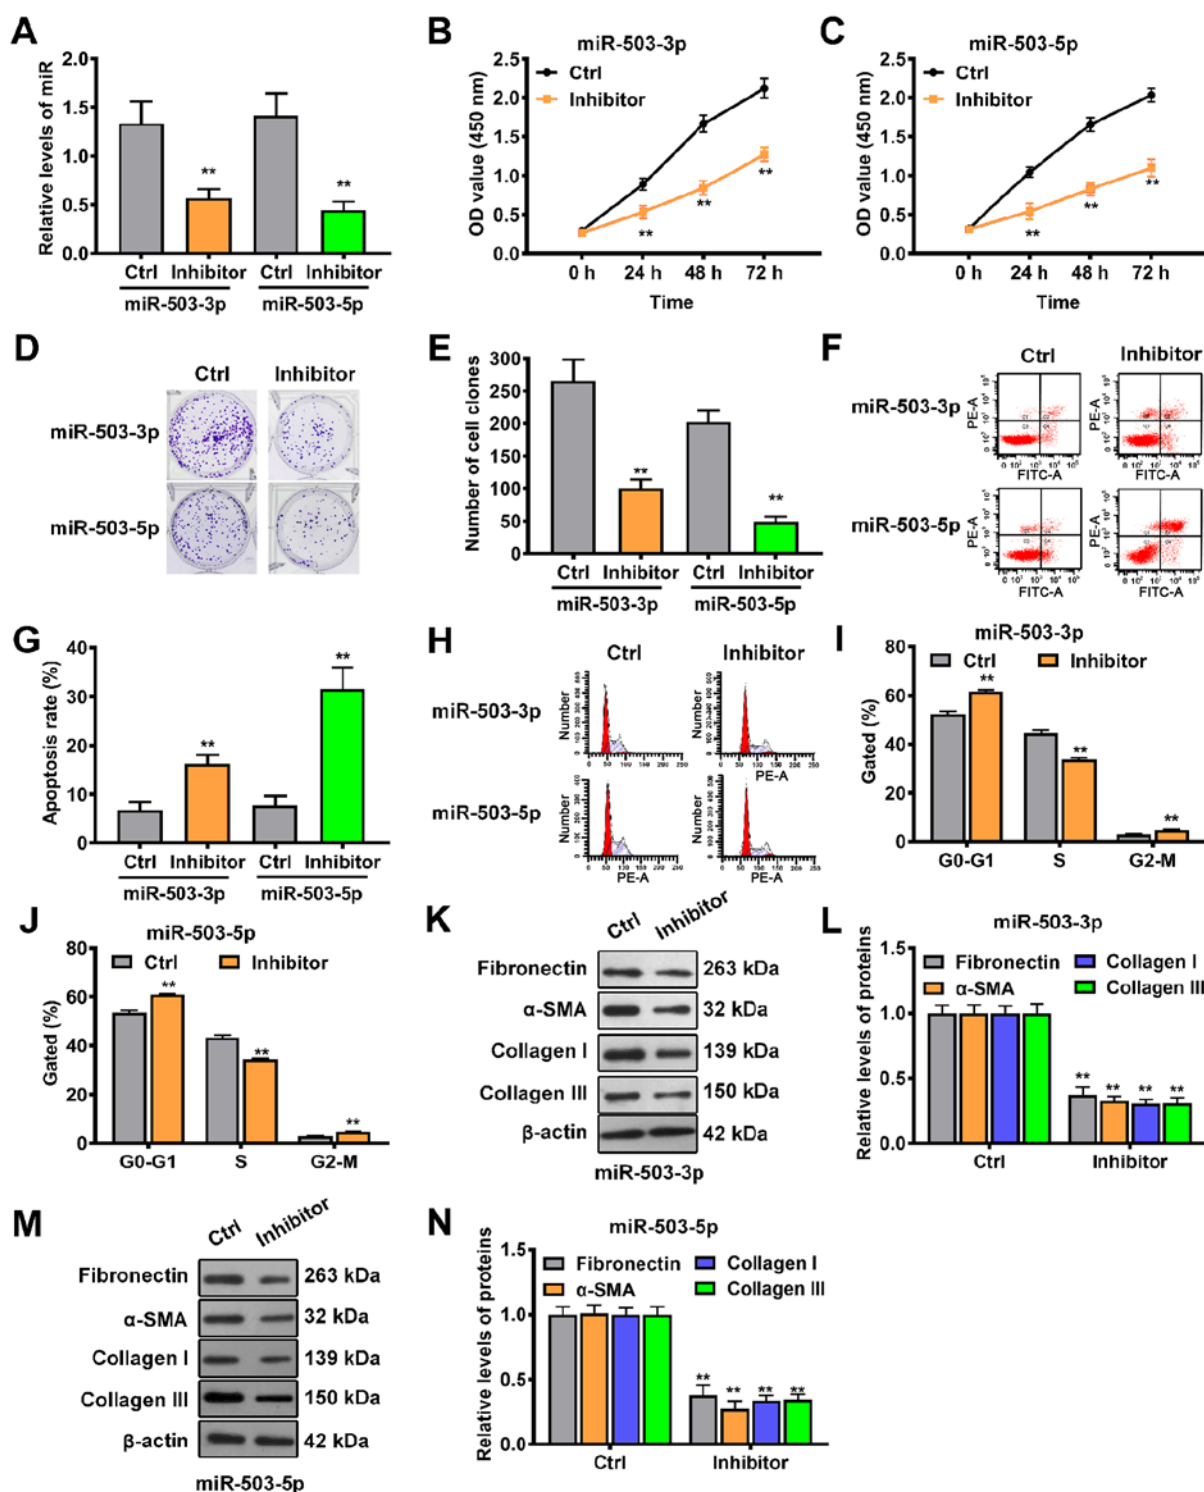 A
Relative levels of miR
2.0
1.5
1.0
0.5
0.0
** **
Ctrl Inhibitor Ctrl Inhibitor
miR-503-3p miR-503-5p
B
miR-503-3p
Ctrl
Inhibitor
OD value (450 nm)
2.5
2.0
1.5
1.0
0.5
0.0
** ** **
0 h 24 h 48 h 72 h
Time
C
miR-503-5p
Ctrl
Inhibitor
OD value (450 nm)
2.5
2.0
1.5
1.0
0.5
0.0
** ** **
0 h 24 h 48 h 72 h
Time
D
Ctrl Inhibitor
miR-503-3p
miR-503-5p
E
Number of cell clones
300
250
200
150
100
50
0
** **
Ctrl Inhibitor Ctrl Inhibitor
miR-503-3p miR-503-5p
F
Ctrl Inhibitor
miR-503-3p
PE-A PE-A
FITC-A FITC-A
miR-503-5p
PE-A PE-A
FITC-A FITC-A
G
Apoptosis rate (%)
40
30
20
10
0
** **
Ctrl Inhibitor Ctrl Inhibitor
miR-503-3p miR-503-5p
H
Ctrl Inhibitor
miR-503-3p
Number Number
PE-A
miR-503-5p
Number Number
PE-A PE-A
I
miR-503-3p
Ctrl Inhibitor
Gated (%)
80
60
40
20
0
** ** **
G0-G1 S G2-M
J
miR-503-5p
Ctrl Inhibitor
Gated (%)
80
60
40
20
0
** ** **
G0-G1 S G2-M
K
Ctrl Inhibitor
Fibronectin 263 kDa
α-SMA 32 kDa
Collagen I 139 kDa
Collagen III 150 kDa
β-actin 42 kDa
miR-503-3p
L
miR-503-3p
Fibronectin Collagen I
α-SMA Collagen III
Relative levels of proteins
1.5
1.0
0.5
0.0
** ** ** **
Ctrl Inhibitor
M
Ctrl Inhibitor
Fibronectin 263 kDa
α-SMA 32 kDa
Collagen I 139 kDa
Collagen III 150 kDa
β-actin 42 kDa
miR-503-5p
N
miR-503-5p
Fibronectin Collagen I
α-SMA Collagen III
Relative levels of proteins
1.5
1.0
0.5
0.0
** ** ** **
Ctrl Inhibitor